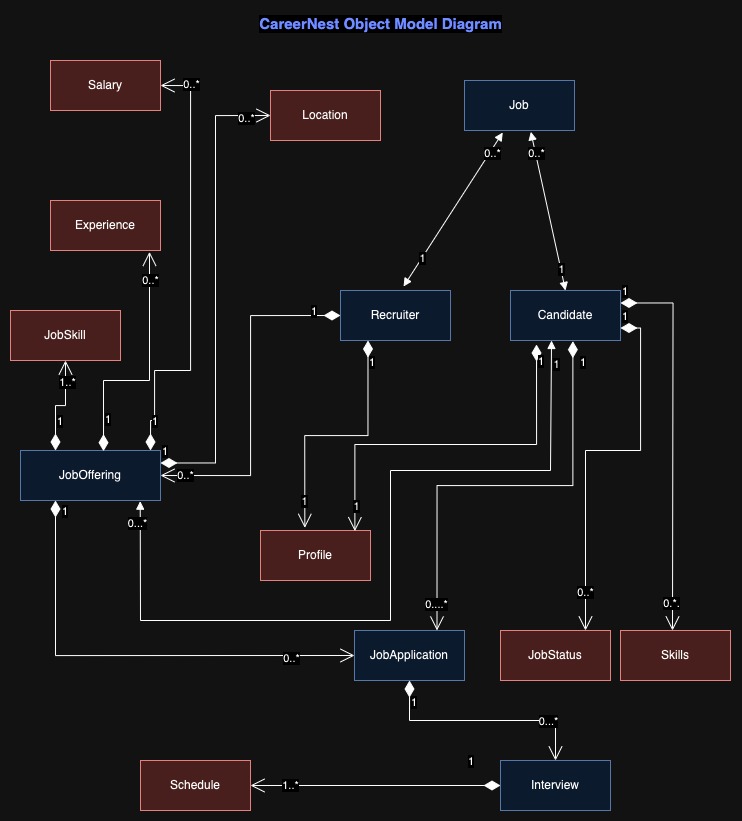 CareerNest Object Model Diagram
Salary
0..*
Location
0..*
Job
0..*
0..*
Experience
0..*
1
1
1
Recruiter
1
Candidate
1
JobSkill
1..*
1
1
1
1
1
1
1
1
JobOffering
0..*
1
0...*
1
1
Profile
0..*
0....*
0.*.
0..*
JobApplication
JobStatus
Skills
1
0...*
1
Schedule
1..*
Interview